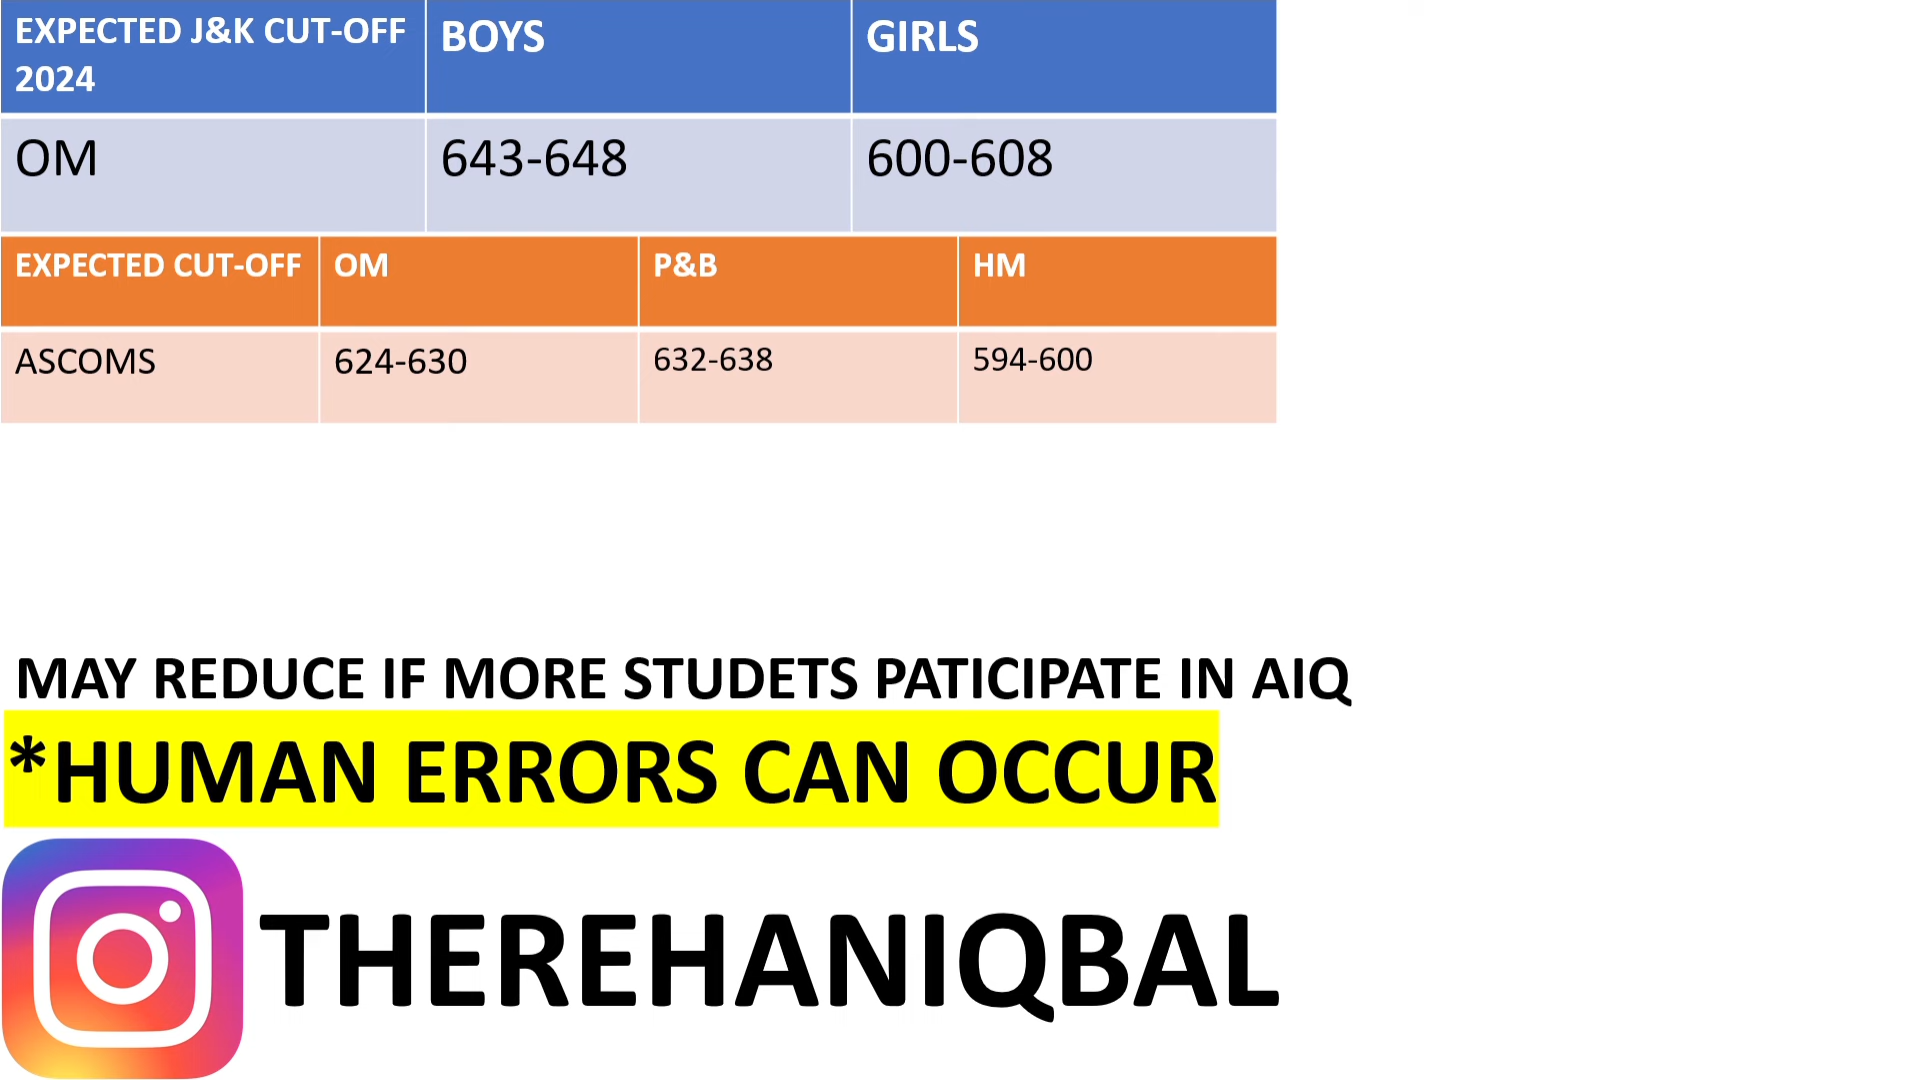 EXPECTED J&K CUT-OFF 2024 BOYS GIRLS
OM 643-648 600-608
EXPECTED CUT-OFF OM P&B HM
ASCOMS 624-630 632-638 594-600
MAY REDUCE IF MORE STUDETS PATICIPATE IN AIQ
*HUMAN ERRORS CAN OCCUR
THEREHANIQBAL